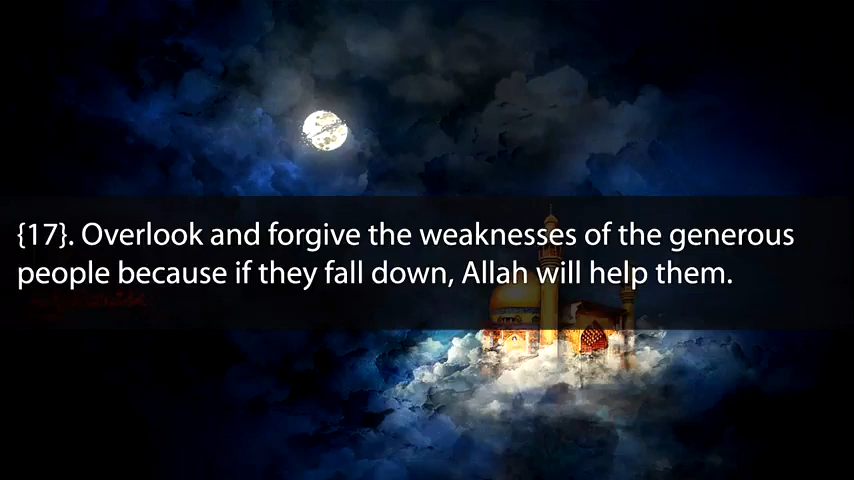 {17}. Overlook and forgive the weaknesses of the generous
people because if they fall down, Allah will help them.